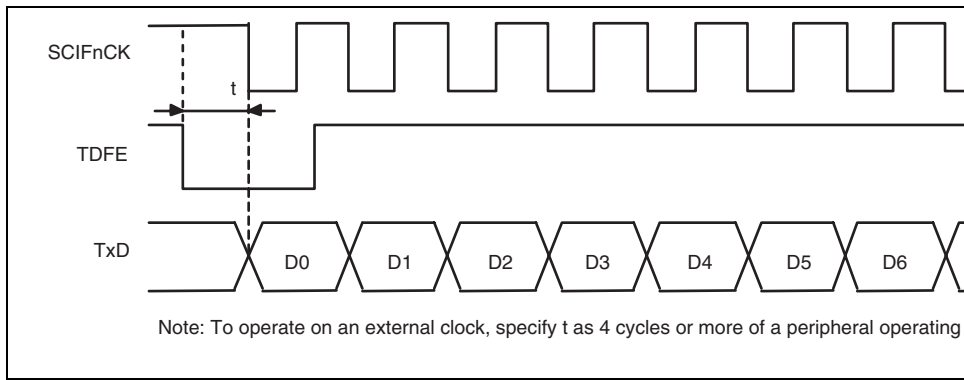 SCIFnCK
t
TDFE
TxD
D0 D1 D2 D3 D4 D5 D6
Note: To operate on an external clock, specify t as 4 cycles or more of a peripheral operating